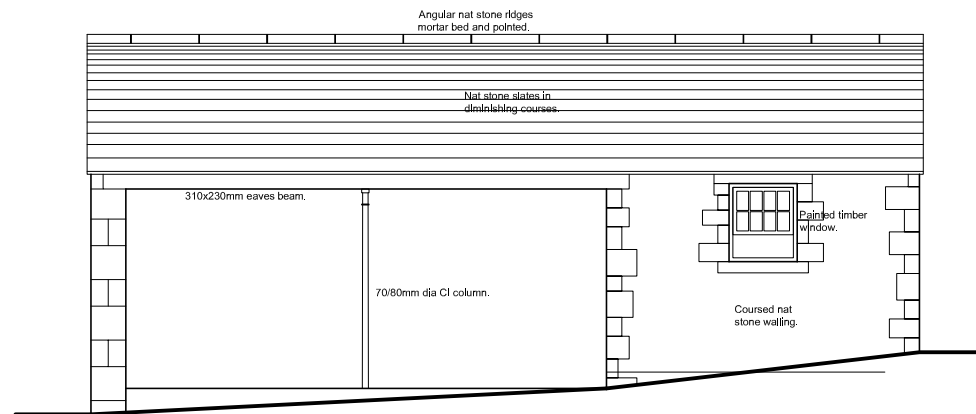 Angular nat stone ridges
mortar bed and pointed.
Nat stone slates in
diminishing courses.
310x230mm eaves beam.
Painted timber
window.
70/80mm dia CI column.
Coursed nat
stone walling.